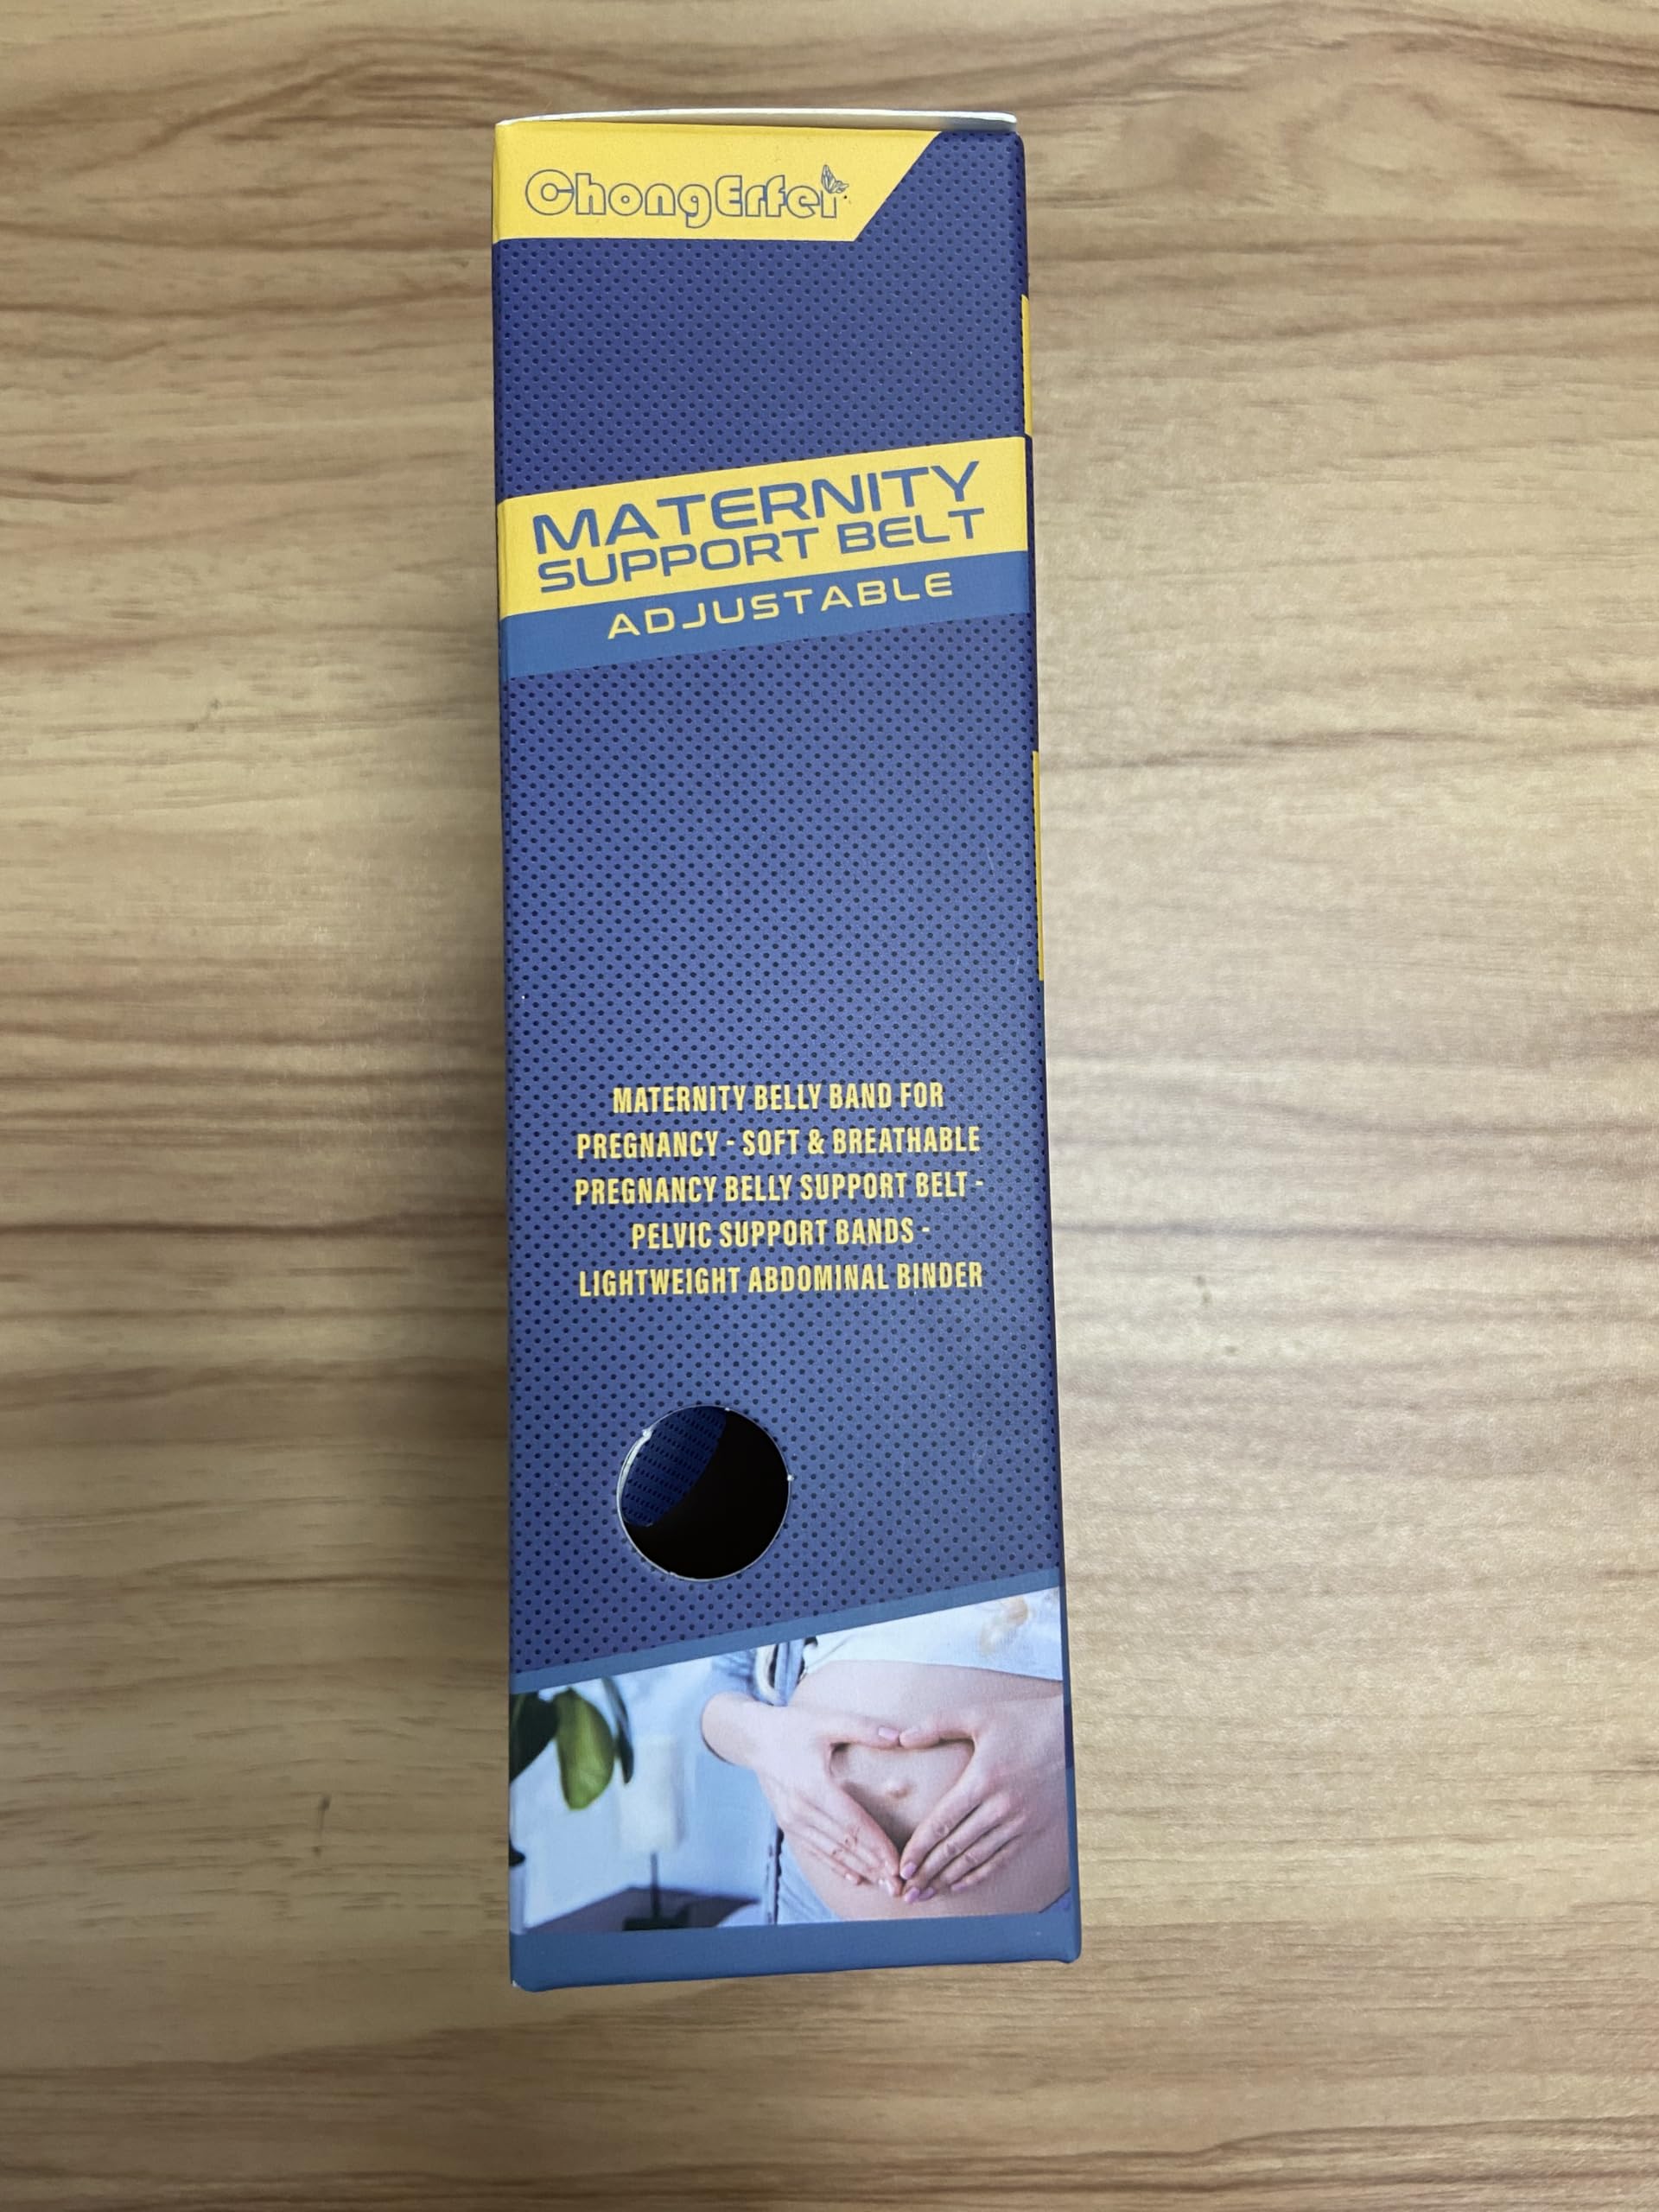 ChongErfei
MATERNITY
SUPPORT BELT
ADJUSTABLE
MATERNITY BELLY BAND FOR
PREGNANCY - SOFT & BREATHABLE
PREGNANCY BELLY SUPPORT BELT -
PELVIC SUPPORT BANDS -
LIGHTWEIGHT ABDOMINAL BINDER